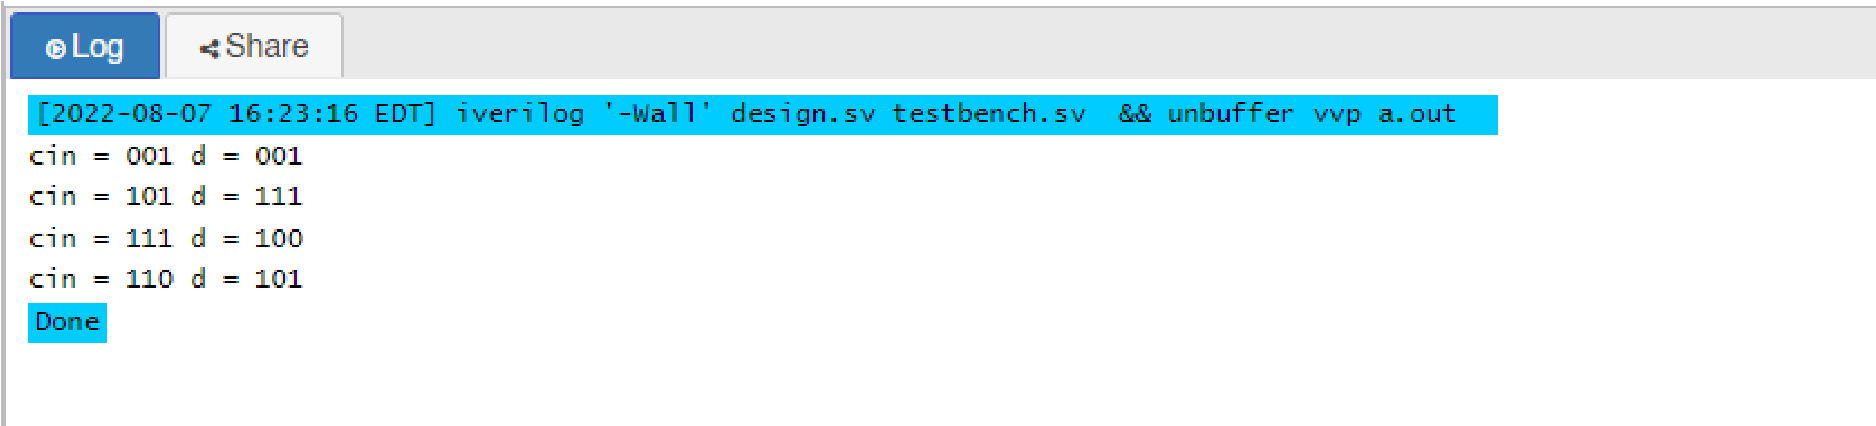 Log
Share
[2022-08-07 16:23:16 EDT] iverilog '-Wall' design.sv testbench.sv  && unbuffer vvp a.out
cin = 001 d = 001
cin = 101 d = 111
cin = 111 d = 100
cin = 110 d = 101
Done